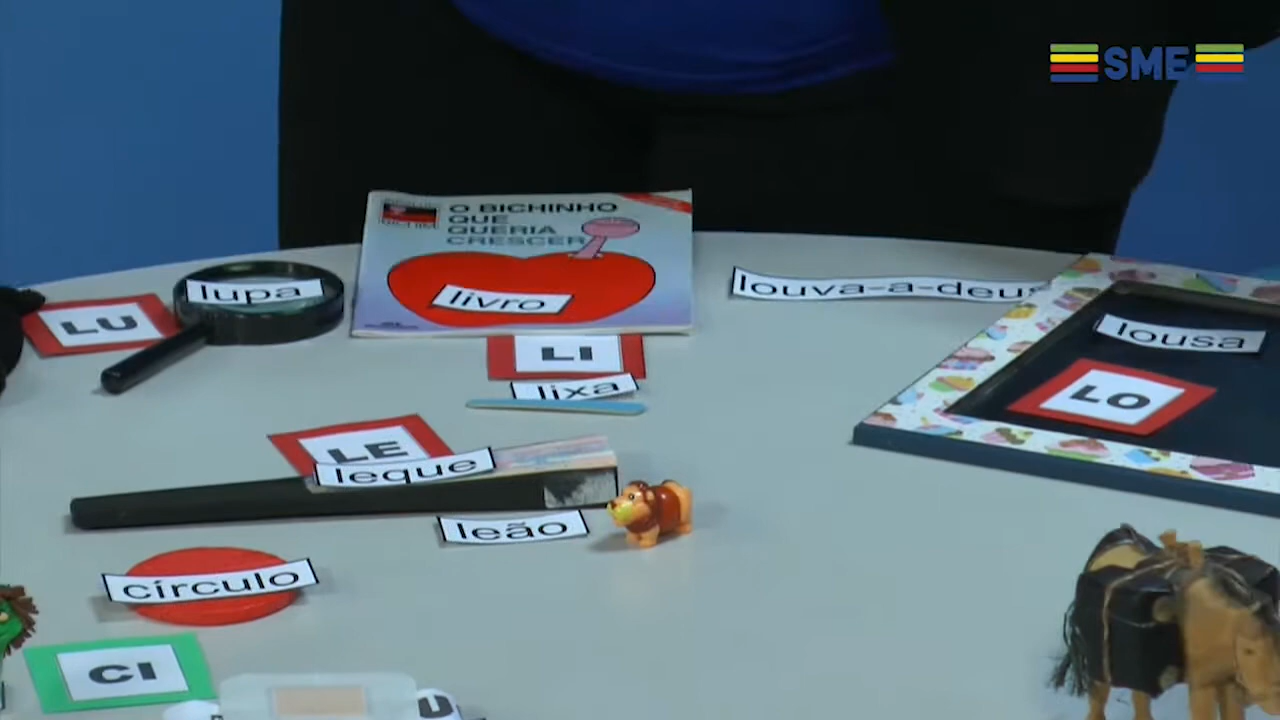 SME
O BICHINHO
QUE
QUERIA
CRESCER
lupa
LU
livro
louva-a-deus
lousa
LI
LO
lixa
LE
leque
leão
círculo
CI
U